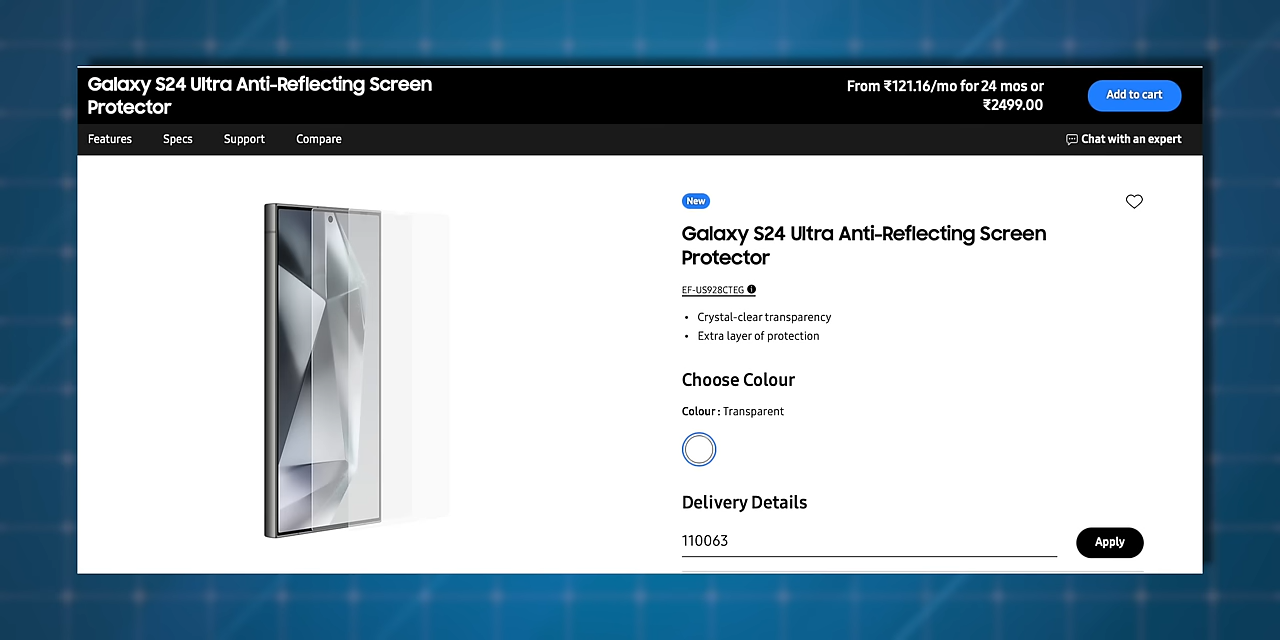 Galaxy S24 Ultra Anti-Reflecting Screen
Protector
From ₹121.16/mo for 24 mos or
₹2499.00
Add to cart
Features
Specs
Support
Compare
Chat with an expert
New
Galaxy S24 Ultra Anti-Reflecting Screen
Protector
EF-US928CTEG
• Crystal-clear transparency
• Extra layer of protection
Choose Colour
Colour : Transparent
Delivery Details
110063
Apply